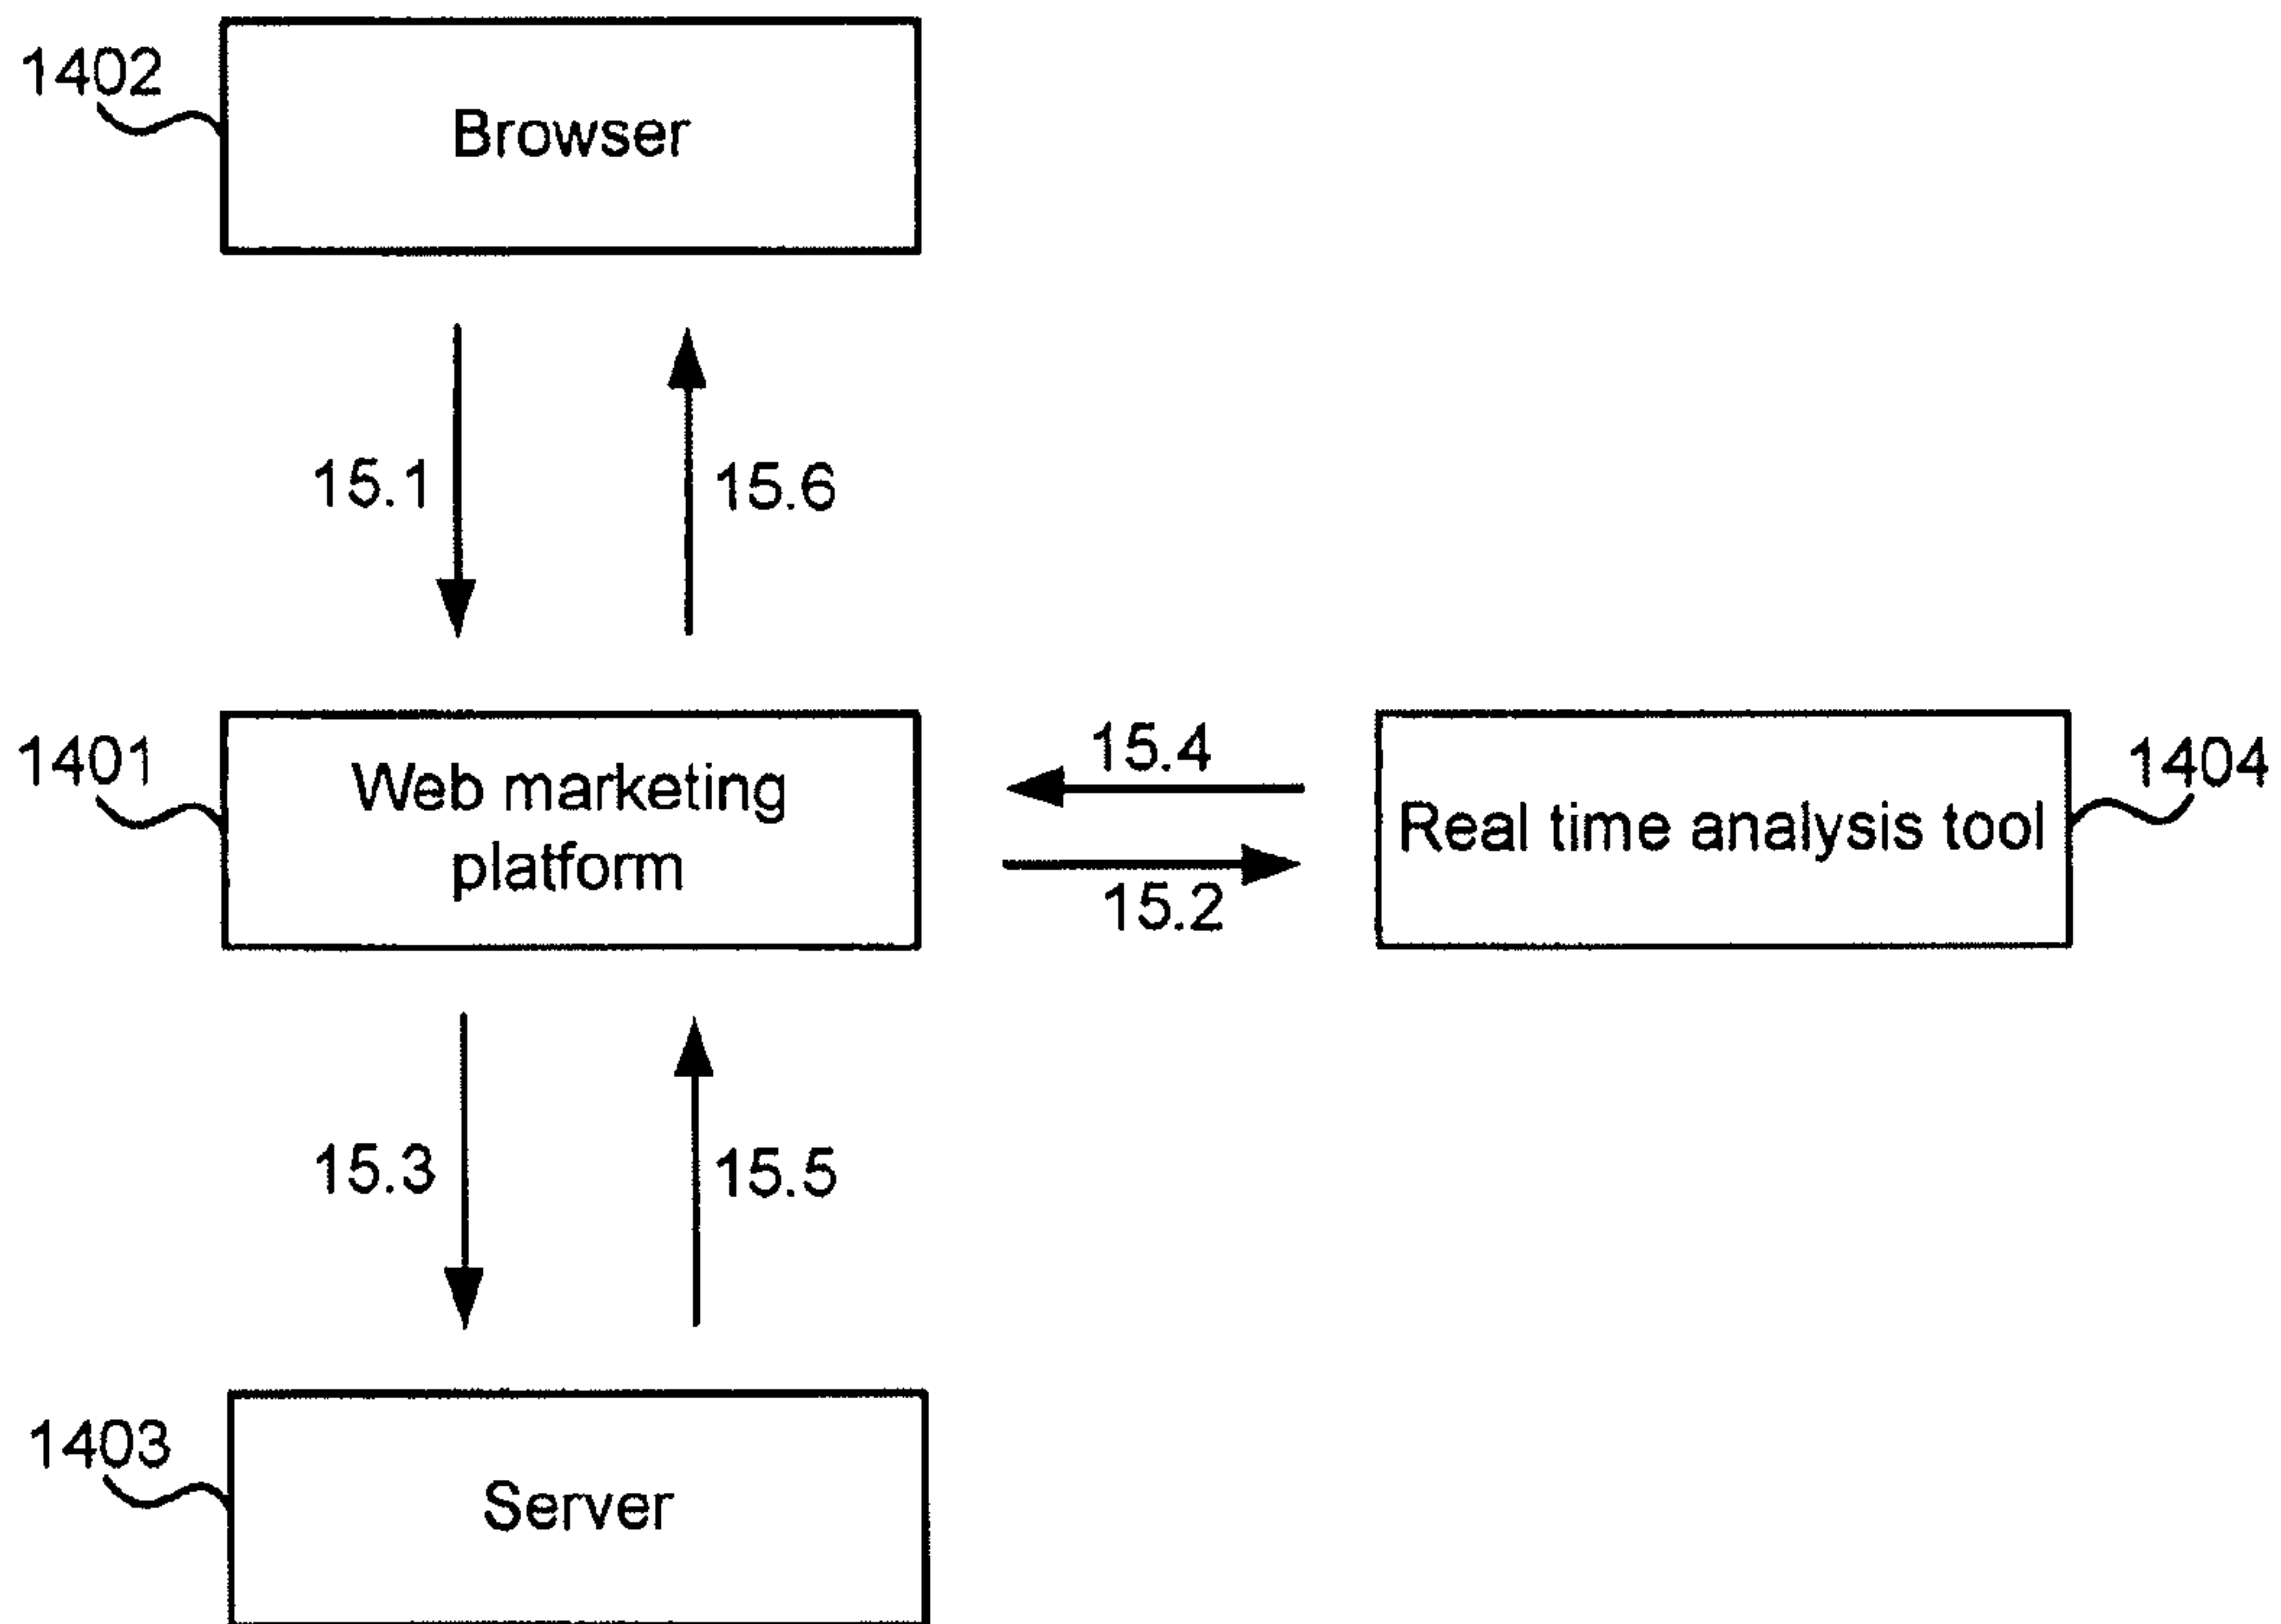 1402
Browser
15.1
15.6
1401
Web marketing
platform
15.4
15.2
Real time analysis tool
1404
15.3
15.5
1403
Server